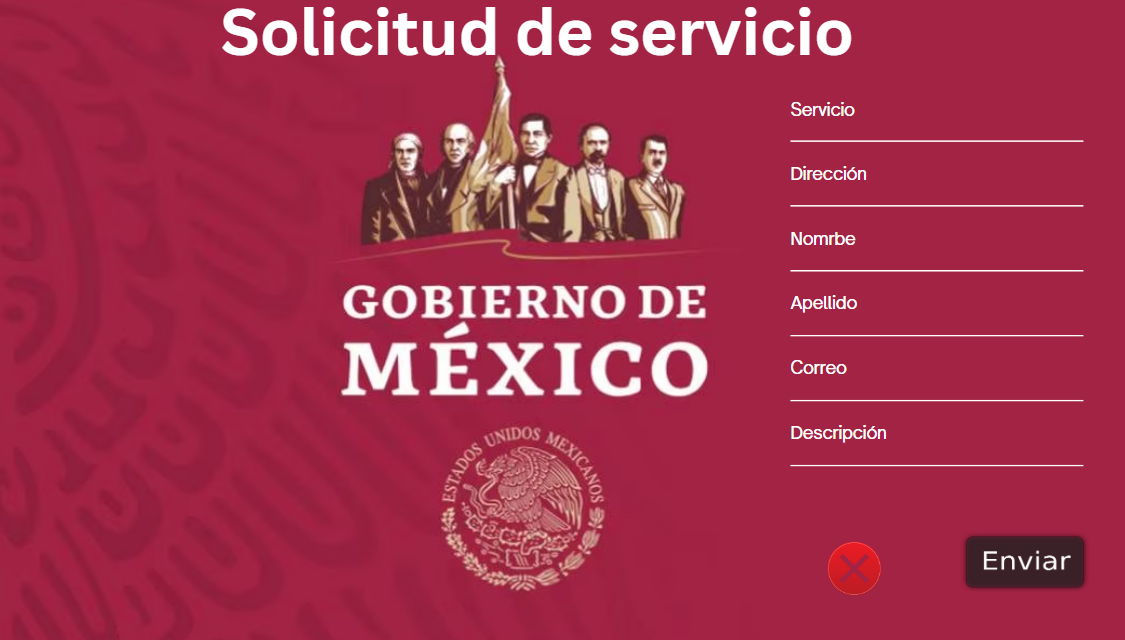 Solicitud de servicio
GOBIERNO DE
MÉXICO
ESTADOS UNIDOS MEXICANOS
Servicio
Dirección
Nomrbe
Apellido
Correo
Descripción
Enviar